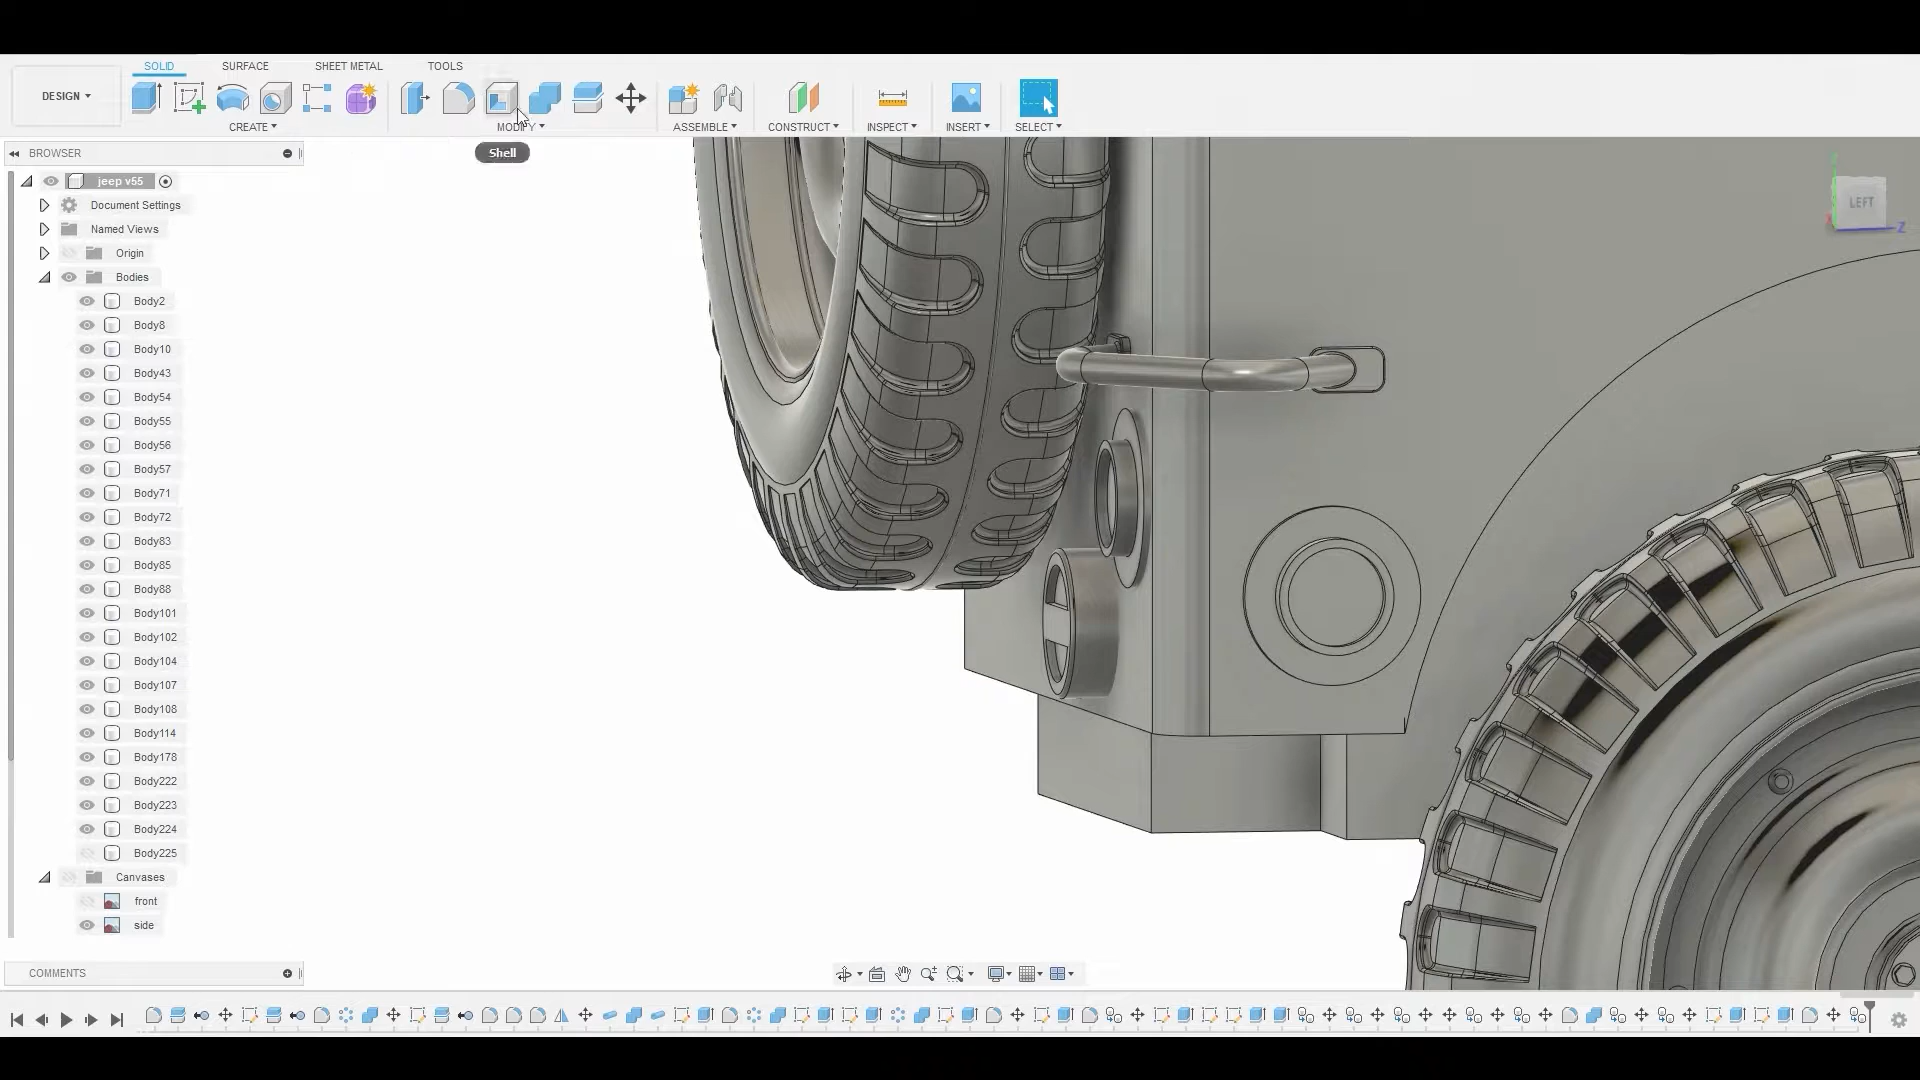 SOLID SURFACE SHEET METAL TOOLS
DESIGN
CREATE MODIFY ASSEMBLE CONSTRUCT INSPECT INSERT SELECT
Shell
BROWSER
jeep v55
Document Settings
Named Views
Origin
Bodies
Body2
Body8
Body10
Body43
Body54
Body55
Body56
Body57
Body71
Body72
Body83
Body85
Body88
Body101
Body102
Body104
Body107
Body108
Body114
Body178
Body222
Body223
Body224
Body225
Canvases
front
side
COMMENTS
LEFT
Z